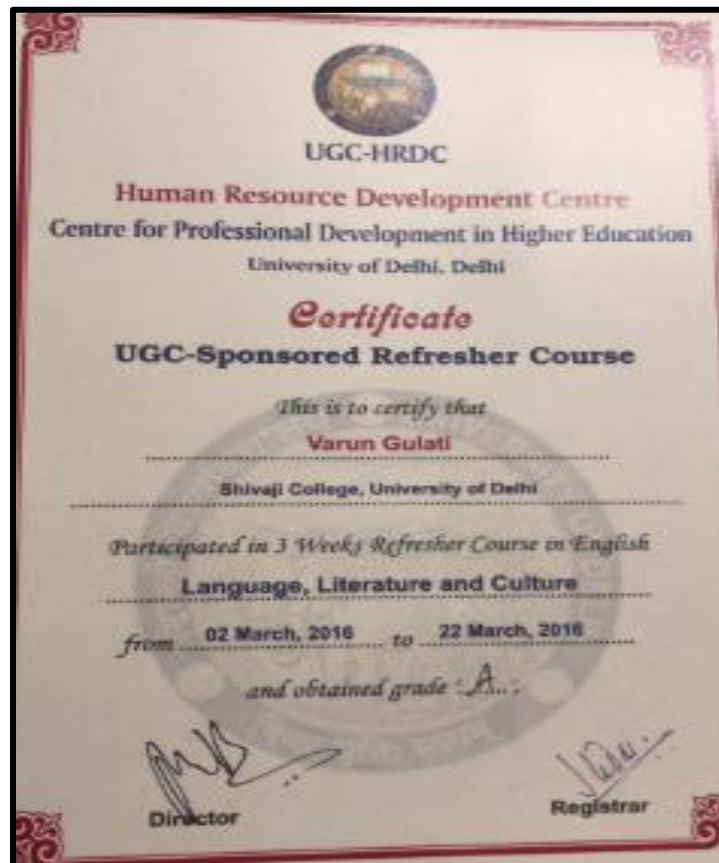 UGC-HRDC
Human Resource Development Centre
Centre for Professional Development in Higher Education
University of Delhi, Delhi
Certificate
UGC-Sponsored Refresher Course
This is to certify that
Varun Gulati
Shivaji College, University of Delhi
Participated in 3 Weeks Refresher Course in English
Language, Literature and Culture
from 02 March, 2016 to 22 March, 2016
and obtained grade : A :
Director
Registrar